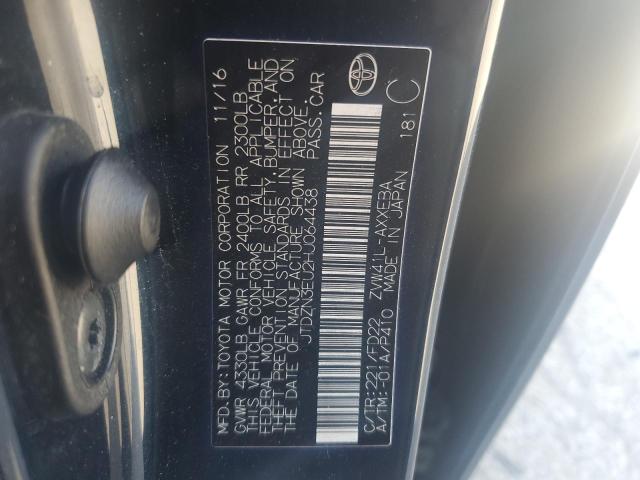 MFD.BY:TOYOTA MOTOR CORPORATION 11/16
GVWR 4330LB GAWR FR 2400LB RR 2300LB
THIS VEHICLE CONFORMS TO ALL APPLICABLE
FEDERAL MOTOR VEHICLE SAFETY, BUMPER, AND
THEFT PREVENTION STANDARDS IN EFFECT ON
THE DATE OF MANUFACTURE SHOWN ABOVE.
JTDZN3EU2HJ064438 PASS. CAR
C/TR:221/FD22 ZVW41L-AXXEBA
A/TM:-01A/P410 MADE IN JAPAN
181 C